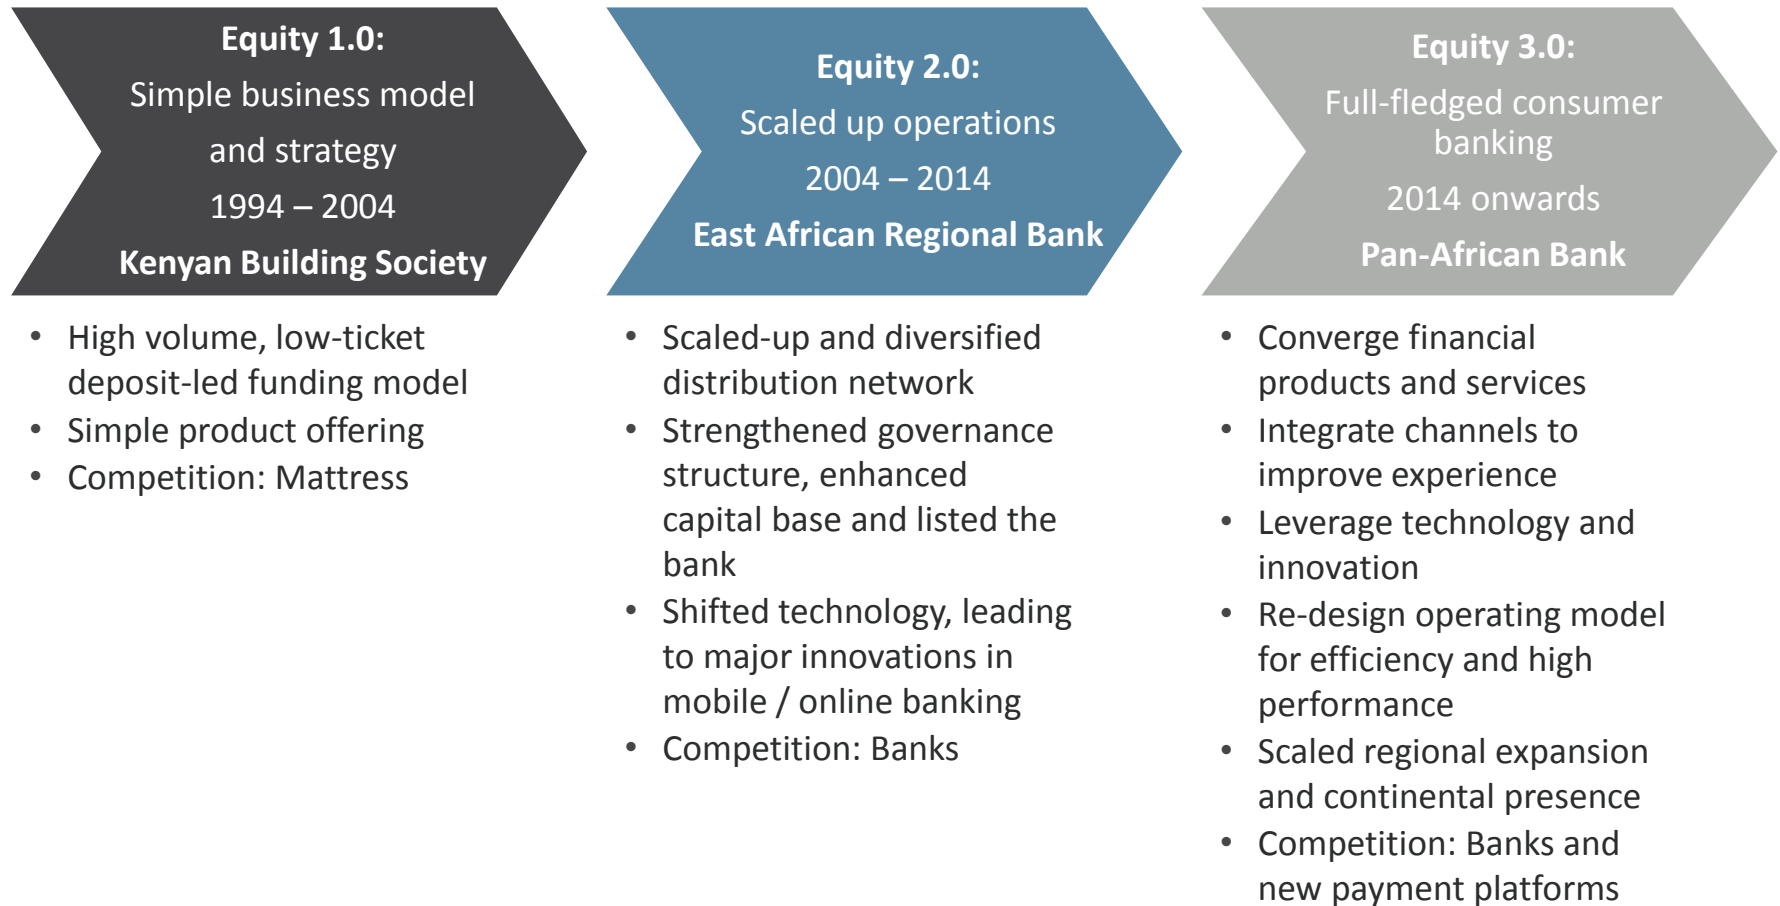 Equity 1.0:
Simple business model
and strategy
1994 – 2004
Kenyan Building Society
• High volume, low-ticket
deposit-led funding model
• Simple product offering
• Competition: Mattress
Equity 2.0:
Scaled up operations
2004 – 2014
East African Regional Bank
• Scaled-up and diversified
distribution network
• Strengthened governance
structure, enhanced
capital base and listed the
bank
• Shifted technology, leading
to major innovations in
mobile / online banking
• Competition: Banks
Equity 3.0:
Full-fledged consumer
banking
2014 onwards
Pan-African Bank
• Converge financial
products and services
• Integrate channels to
improve experience
• Leverage technology and
innovation
• Re-design operating model
for efficiency and high
performance
• Scaled regional expansion
and continental presence
• Competition: Banks and
new payment platforms